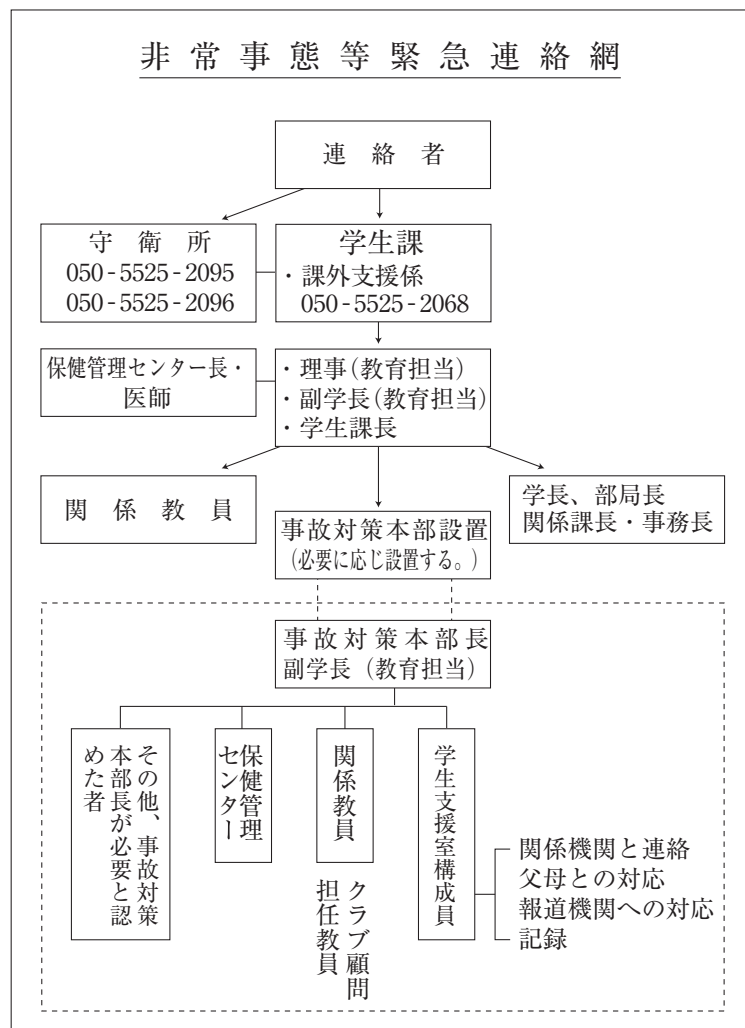 非常事態等緊急連絡網
連絡者
守衛所
050-5525-2095
050-5525-2096
学生課
・課外支援係
050-5525-2068
保健管理センター長・
医師
・理事(教育担当)
・副学長(教育担当)
・学生課長
関係教員
学長、部局長
関係課長・事務長
事故対策本部設置
(必要に応じ設置する。)
事故対策本部長
副学長（教育担当）
その他、事故対策
本部長が必要と認
めた者
保健管理
センター
関係教員
クラブ顧問
担任教員
学生支援室構成員
関係機関と連絡
父母との対応
報道機関への対応
記録